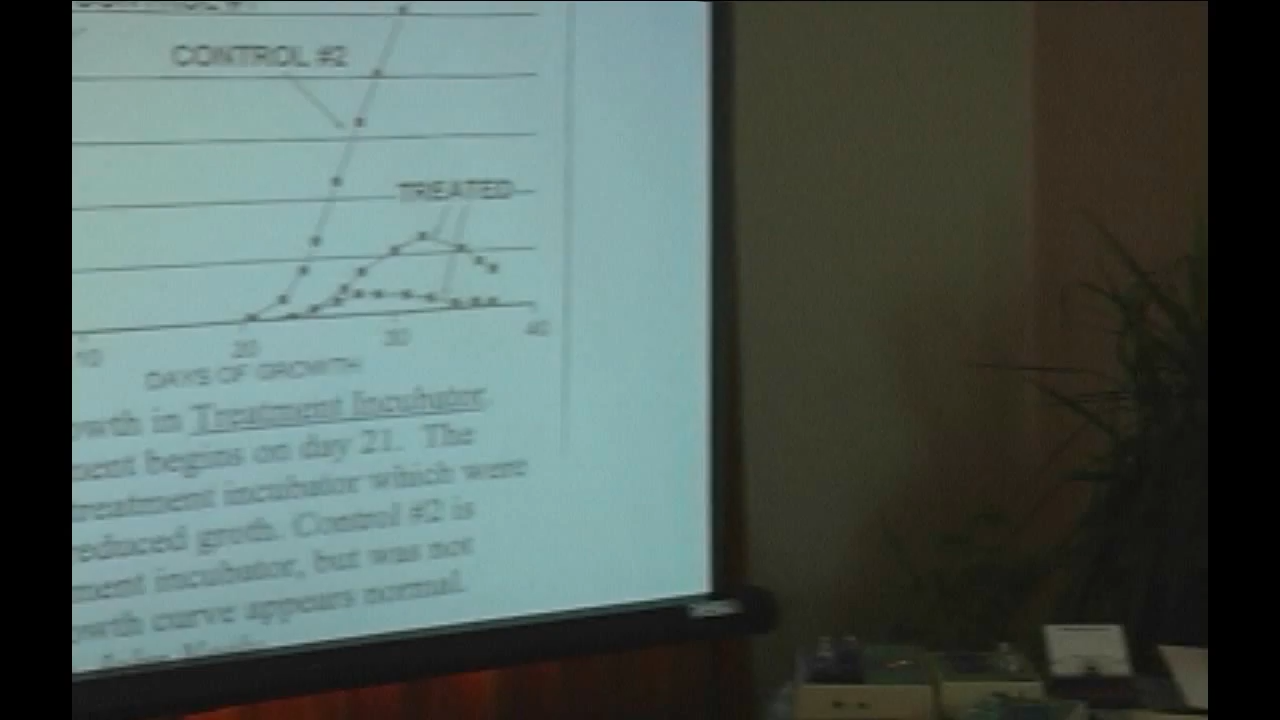 CONTROL #2
TREATED
10 20 30 40
DAYS OF GROWTH
owth in Treatment Incubator.
ment begins on day 21. The
treatment incubator which were
reduced groth. Control #2 is
ment incubator, but was not
owth curve appears normal.